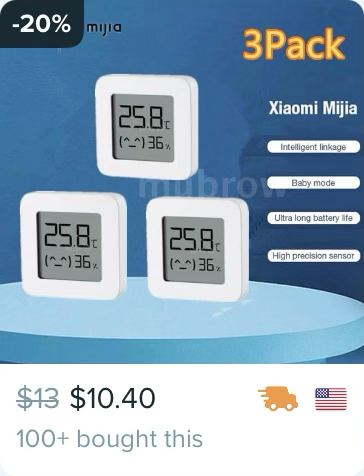 -20%
mijia
3Pack
Xiaomi Mijia
Intelligent linkage
Baby mode
Ultra long battery life
High precision sensor
25.8℃
(^_^) 36%
25.8℃
(^_^) 36%
25.8℃
(^_^) 36%
mubrow
$13 $10.40
100+ bought this